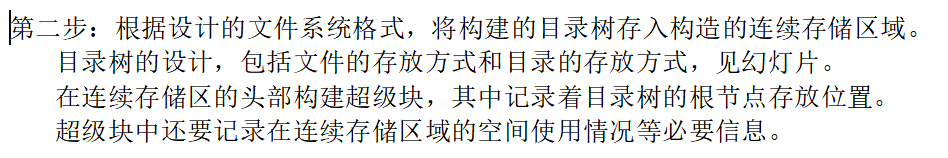 第二步：根据设计的文件系统格式，将构建的目录树存入构造的连续存储区域。
目录树的设计，包括文件的存放方式和目录的存放方式，见幻灯片。
在连续存储区的头部构建超级块，其中记录着目录树的根节点存放位置。
超级块中还要记录在连续存储区域的空间使用情况等必要信息。